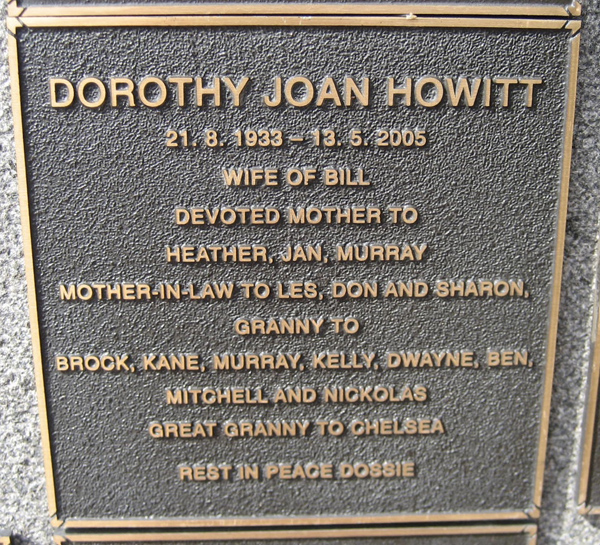 DOROTHY JOAN HOWITT
21. 8. 1933 – 13. 5. 2005
WIFE OF BILL
DEVOTED MOTHER TO
HEATHER, JAN, MURRAY
MOTHER-IN-LAW TO LES, DON AND SHARON,
GRANNY TO
BROCK, KANE, MURRAY, KELLY, DWAYNE, BEN,
MITCHELL AND NICKOLAS
GREAT GRANNY TO CHELSEA
REST IN PEACE DOSSIE